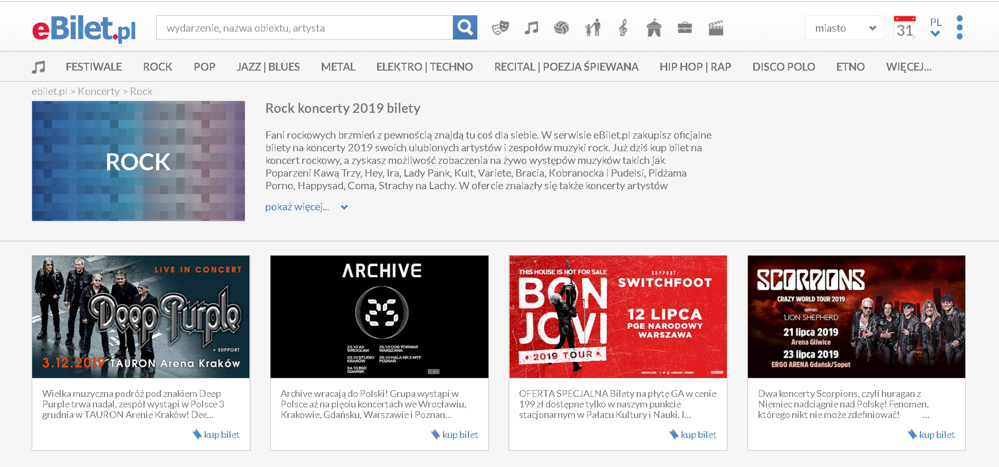 eBilet.pl
wydarzenie, nazwa obiektu, artysta
miasto
31
PL
FESTIWALE
ROCK
POP
JAZZ | BLUES
METAL
ELEKTRO | TECHNO
RECITAL | POEZJA ŚPIEWANA
HIP HOP | RAP
DISCO POLO
ETNO
WIĘCEJ...
ebilet.pl > Koncerty > Rock
ROCK
Rock koncerty 2019 bilety
Fani rockowych brzmień z pewnością znajdą tu coś dla siebie. W serwisie eBilet.pl zakupisz oficjalne
bilety na koncerty 2019 swoich ulubionych artystów i zespołów muzyki rock. Już dziś kup bilet na
koncert rockowy, a zyskasz możliwość zobaczenia na żywo występów muzyków takich jak
Poparzeni Kawą Trzy, Hey, Ira, Lady Pank, Kult, Variete, Bracia, Kobranocka i Pudelsi, Pidżama
Porno, Happysad, Coma, Strachy na Lachy. W ofercie znalazły się także koncerty artystów
pokaż więcej...
LIVE IN CONCERT
Deep Purple
+ SUPPORT
3.12.2019 TAURON Arena Kraków
Wielka muzyczna podróż pod znakiem Deep
Purple trwa nadal, zespół wystąpi w Polsce 3
grudnia w TAURON Arenie Kraków! Dee...
kup bilet
ARCHIVE
22.10 A2
WROCŁAW
23.10 STUDIO
KRAKÓW
24.10 B90
GDAŃSK
25.10 COS TORWAR
WARSZAWA
26.10 HALA NR 2 MTP
POZNAŃ
Archive wracają do Polski! Grupa wystąpi w
Polsce aż na pięciu koncertach we Wrocławiu,
Krakowie, Gdańsku, Warszawie i Poznan...
kup bilet
THIS HOUSE IS NOT FOR SALE
BON
JOVI
2019 TOUR
SUPPORT:
SWITCHFOOT
12 LIPCA
PGE NARODOWY
WARSZAWA
OFERTA SPECJALNA Bilety na płytę GA w cenie
199 zł dostępne tylko w naszym punkcie
stacjonarnym w Pałacu Kultury i Nauki. I...
kup bilet
SCORPIONS
CRAZY WORLD TOUR 2019
SUPPORT:
LION SHEPHERD
21 lipca 2019
Arena Gliwice
23 lipca 2019
ERGO ARENA Gdańsk/Sopot
Dwa koncerty Scorpions, czyli huragan z
Niemiec nadciągnie nad Polskę! Fenomen,
którego nikt nie może zdefiniować! ...
kup bilet